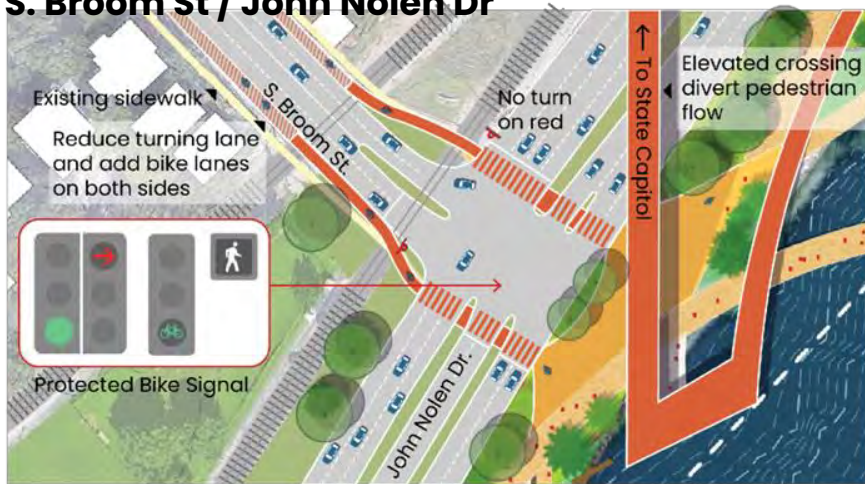 S. Broom St / John Nolen Dr
Existing sidewalk
Reduce turning lane
and add bike lanes
on both sides
S. Broom St.
No turn
on red
← To State Capitol
Elevated crossing
divert pedestrian
flow
Protected Bike Signal
John Nolen Dr.